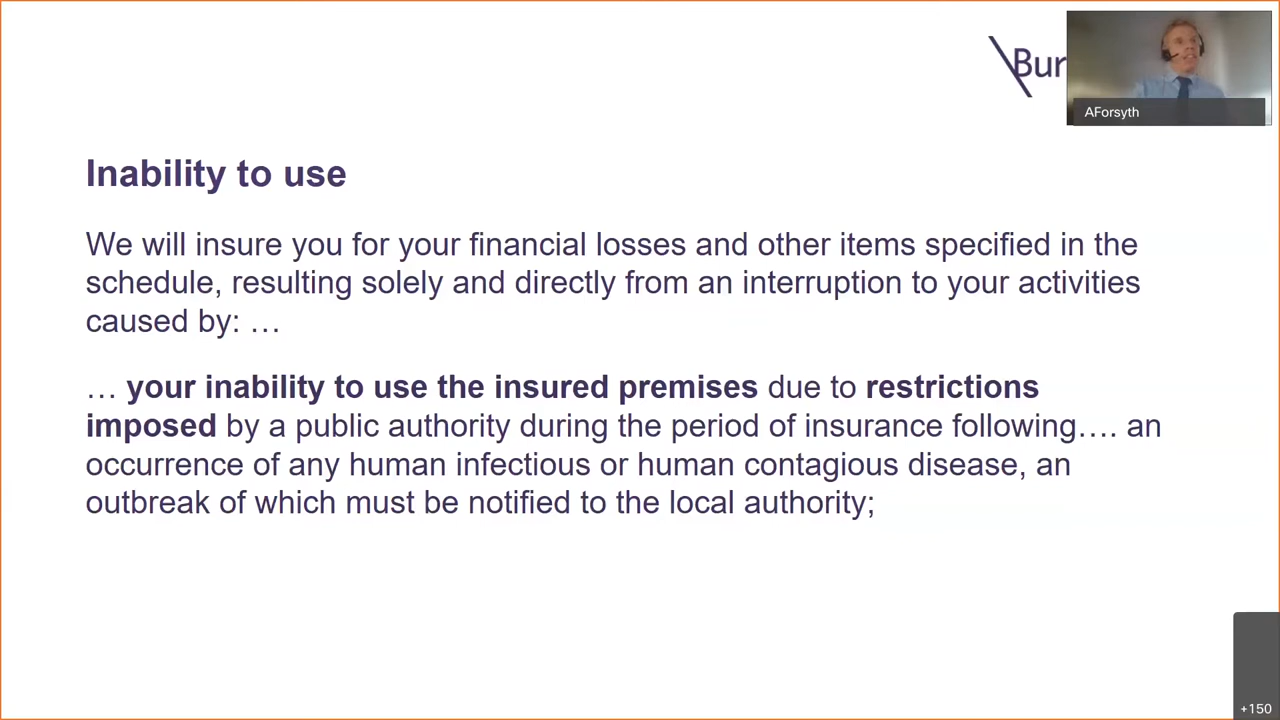 Bur
AForsyth
Inability to use
We will insure you for your financial losses and other items specified in the
schedule, resulting solely and directly from an interruption to your activities
caused by: …
… your inability to use the insured premises due to restrictions
imposed by a public authority during the period of insurance following…. an
occurrence of any human infectious or human contagious disease, an
outbreak of which must be notified to the local authority;
+150